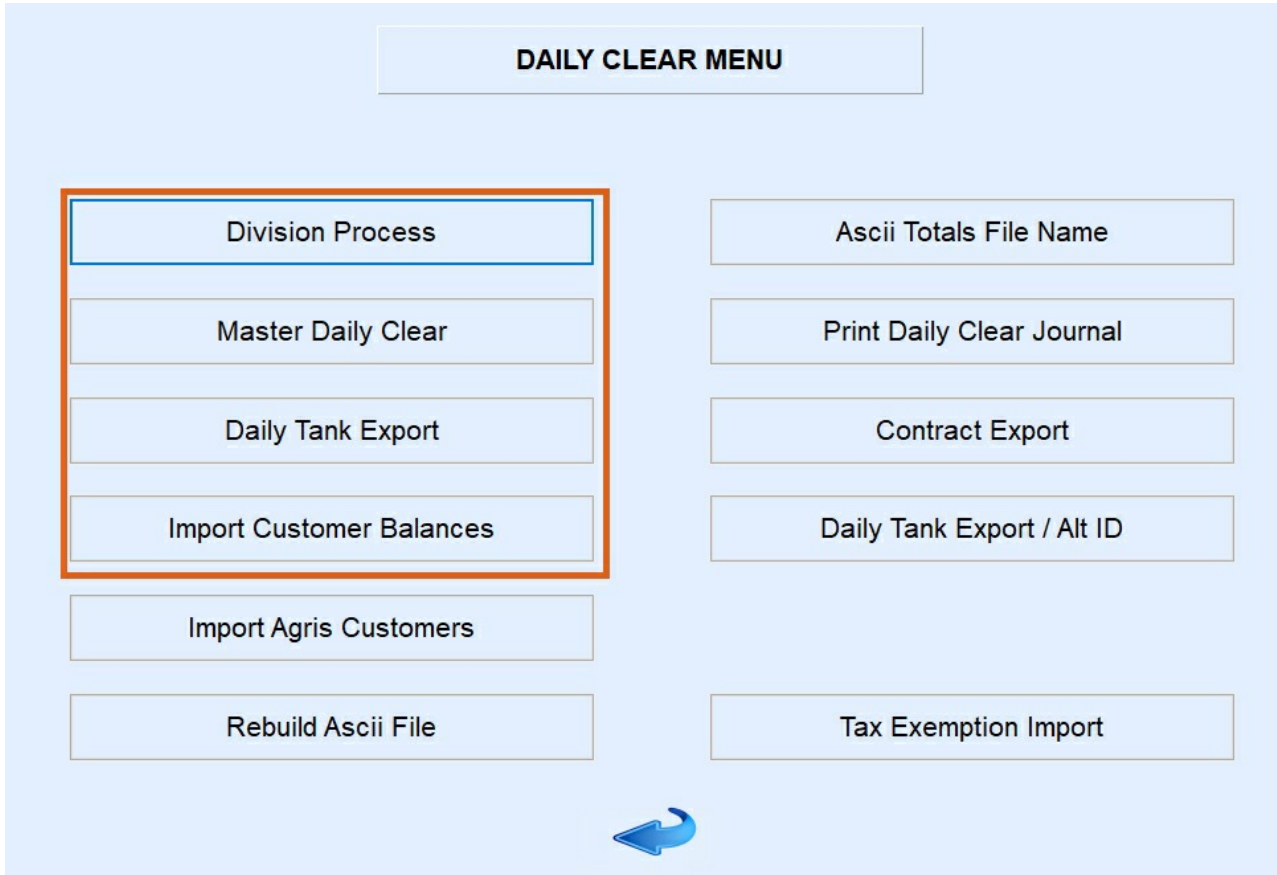 DAILY CLEAR MENU
Division Process
Ascii Totals File Name
Master Daily Clear
Print Daily Clear Journal
Daily Tank Export
Contract Export
Import Customer Balances
Daily Tank Export / Alt ID
Import Agris Customers
Rebuild Ascii File
Tax Exemption Import